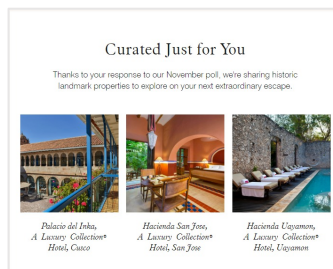 Curated Just for You
Thanks to your response to our November poll, we're sharing historic
landmark properties to explore on your next extraordinary escape.
Palacio del Inka,
A Luxury Collection®
Hotel, Cusco
Hacienda San Jose,
A Luxury Collection®
Hotel, San Jose
Hacienda Uayamon,
A Luxury Collection®
Hotel, Uayamon